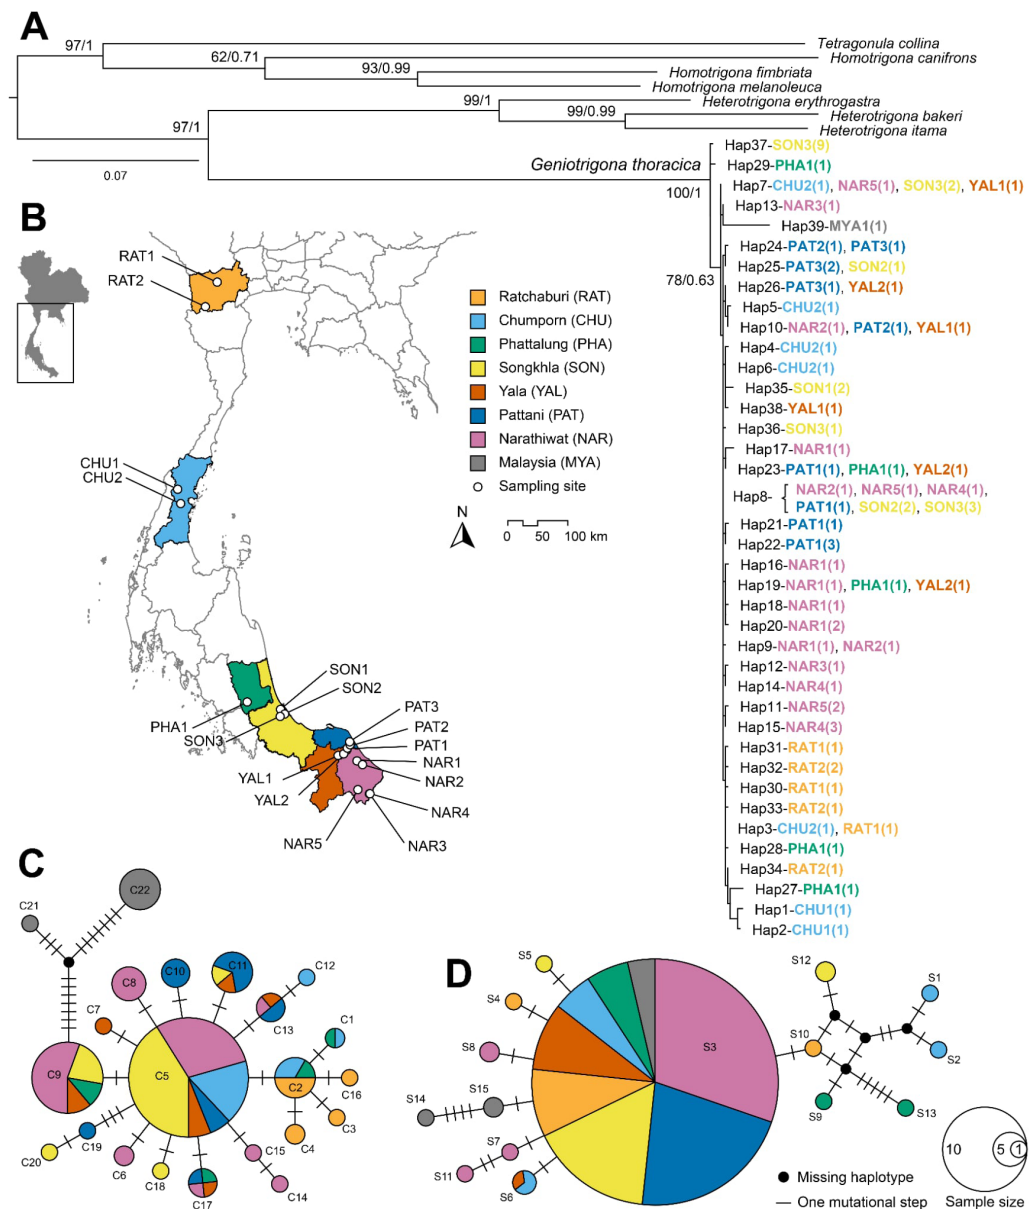 A
97/1
Tetragonula collina
62/0.71
Homotrigona canifrons
93/0.99
Homotrigona fimbriata
Homotrigona melanoleuca
99/1
Heterotrigona erythrogastra
99/0.99
Heterotrigona bakeri
97/1
Heterotrigona itama
0.07
Geniotrigona thoracica
100/1
78/0.63
Hap37-SON3(9)
Hap29-PHA1(1)
Hap7-CHU2(1), NAR5(1), SON3(2), YAL1(1)
Hap13-NAR3(1)
Hap39-MYA1(1)
Hap24-PAT2(1), PAT3(1)
Hap25-PAT3(2), SON2(1)
Hap26-PAT3(1), YAL2(1)
Hap5-CHU2(1)
Hap10-NAR2(1), PAT2(1), YAL1(1)
Hap4-CHU2(1)
Hap6-CHU2(1)
Hap35-SON1(2)
Hap38-YAL1(1)
Hap36-SON3(1)
Hap17-NAR1(1)
Hap23-PAT1(1), PHA1(1), YAL2(1)
Hap8- NAR2(1), NAR5(1), NAR4(1),
PAT1(1), SON2(2), SON3(3)
Hap21-PAT1(1)
Hap22-PAT1(3)
Hap16-NAR1(1)
Hap19-NAR1(1), PHA1(1), YAL2(1)
Hap18-NAR1(1)
Hap20-NAR1(2)
Hap9-NAR1(1), NAR2(1)
Hap12-NAR3(1)
Hap14-NAR4(1)
Hap11-NAR5(2)
Hap15-NAR4(3)
Hap31-RAT1(1)
Hap32-RAT2(2)
Hap30-RAT1(1)
Hap33-RAT2(1)
Hap3-CHU2(1), RAT1(1)
Hap28-PHA1(1)
Hap34-RAT2(1)
Hap27-PHA1(1)
Hap1-CHU1(1)
Hap2-CHU1(1)
B
RAT1
RAT2
Ratchaburi (RAT)
Chumporn (CHU)
Phattalung (PHA)
Songkhla (SON)
Yala (YAL)
Pattani (PAT)
Narathiwat (NAR)
Malaysia (MYA)
Sampling site
N
0 50 100 km
CHU1
CHU2
SON1
SON2
PHA1
SON3
PAT3
PAT2
PAT1
NAR1
NAR2
YAL1
YAL2
NAR4
NAR5
NAR3
C
C22
C21
C8
C10
C11
C12
C7
C13
C1
C9
C5
C2
C16
C3
C4
C19
C20
C6
C18
C17
C15
C14
D
S5
S4
S8
S3
S15
S14
S7
S11
S6
S12
S1
S10
S2
S9
S13
10
5
1
Missing haplotype
One mutational step
Sample size